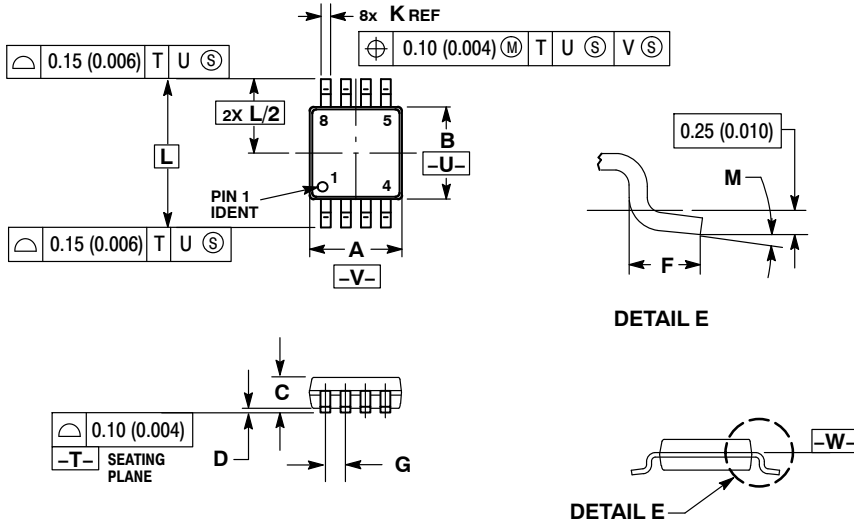 8x K REF
⌖ 0.10 (0.004) Ⓜ T U Ⓢ V Ⓢ
⌓ 0.15 (0.006) T U Ⓢ
2X L/2
8 5
B
–U–
L
PIN 1
IDENT
1 4
⌓ 0.15 (0.006) T U Ⓢ
A
–V–
0.25 (0.010)
M
F
DETAIL E
C
⌓ 0.10 (0.004)
–T– SEATING
PLANE
D
G
–W–
DETAIL E